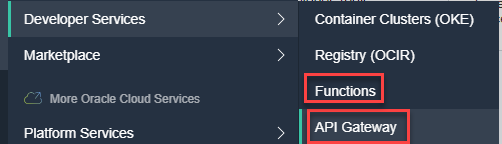 Developer Services
Marketplace
More Oracle Cloud Services
Platform Services
Container Clusters (OKE)
Registry (OCIR)
Functions
API Gateway